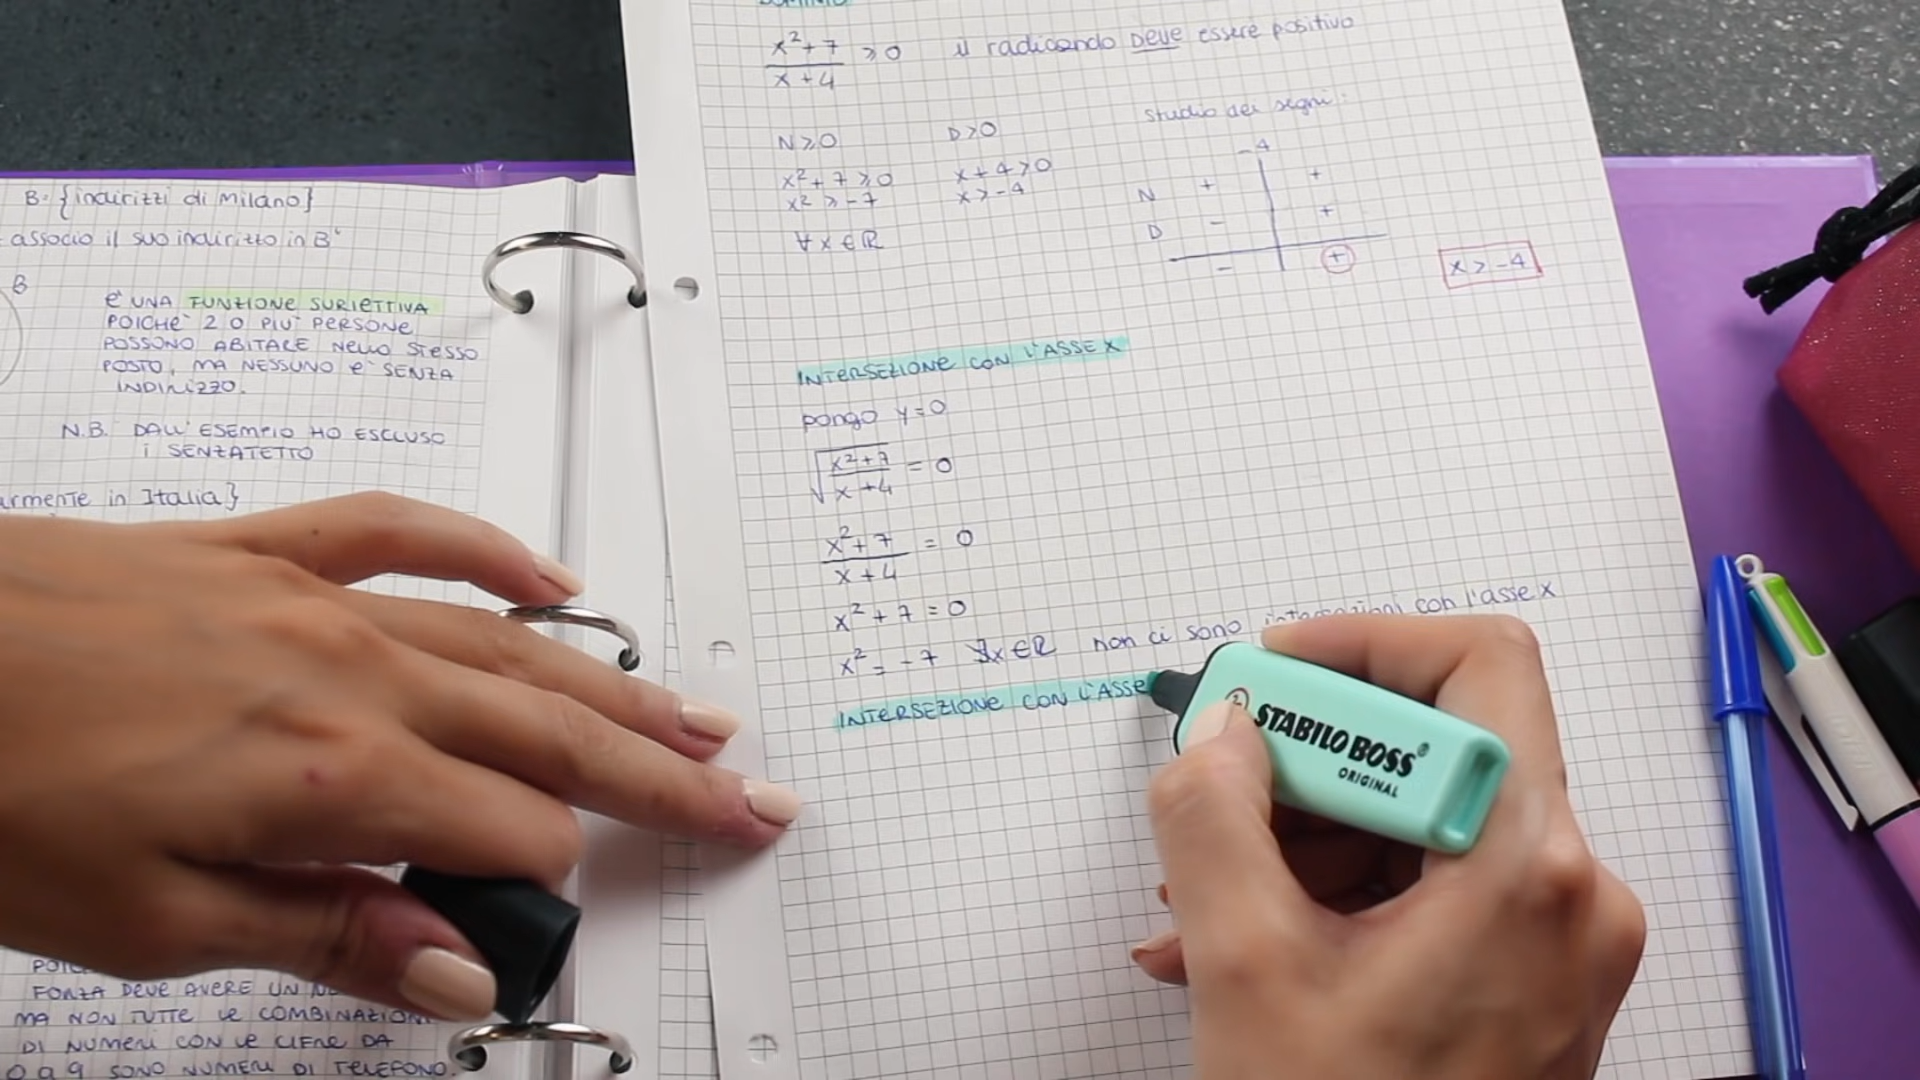 B: {indirizzi di Milano}
associo il suo indirizzo in B"
B
E' UNA FUNZIONE SURIETTIVA
POICHE' 2 O PIU' PERSONE
POSSONO ABITARE NELLO STESSO
POSTO, MA NESSUNO E' SENZA
INDIRIZZO.
N.B. DALL'ESEMPIO HO ESCLUSO
i SENZATETTO
in Italia}
FORZA DEVE AVERE UN
MA NON TUTTE LE COMBINAZIONI
DI NUMERI CON LE CIFRE DA
0 a 9 SONO NUMERI DI TELEFONO.
DOMINIO
(x²+7)/(x+4) ⩾ 0 il radicando DEVE essere positivo
N⩾0 D>0 Studio dei segni:
x²+7⩾0 x+4>0
x²⩾-7 x>-4
∀x∈ℝ
-4
N + +
D - +
- +
x>-4
INTERSEZIONE CON L'ASSE X
pongo y=0
√((x²+7)/(x+4)) = 0
(x²+7)/(x+4) = 0
x²+7=0
x²=-7 ∄x∈ℝ non ci sono intersezioni con l'asse x
INTERSEZIONE CON L'ASSE
STABILO BOSS®
ORIGINAL